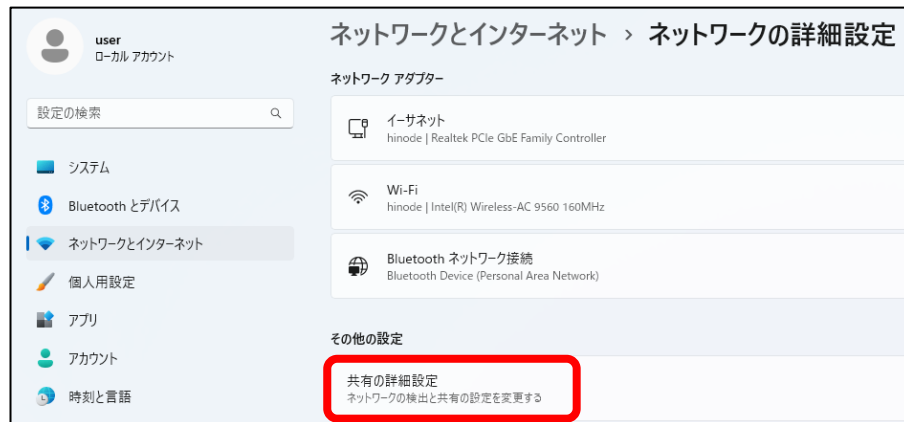 user
ローカル アカウント
設定の検索
システム
Bluetooth とデバイス
ネットワークとインターネット
個人用設定
アプリ
アカウント
時刻と言語
ネットワークとインターネット › ネットワークの詳細設定
ネットワーク アダプター
イーサネット
hinode | Realtek PCIe GbE Family Controller
Wi-Fi
hinode | Intel(R) Wireless-AC 9560 160MHz
Bluetooth ネットワーク接続
Bluetooth Device (Personal Area Network)
その他の設定
共有の詳細設定
ネットワークの検出と共有の設定を変更する